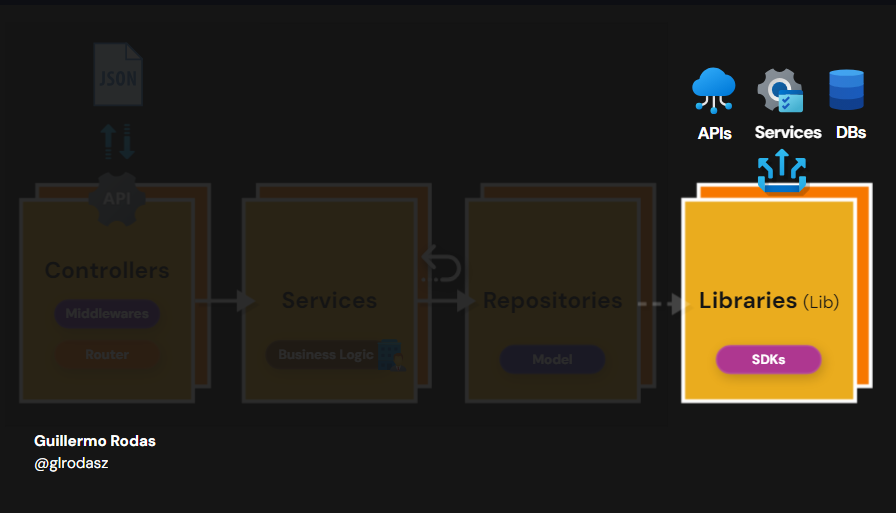 JSON
APIs
Services
DBs
API
Controllers
Middlewares
Router
Services
Business Logic
Repositories
Model
Libraries (Lib)
SDKs
Guillermo Rodas
@glrodasz